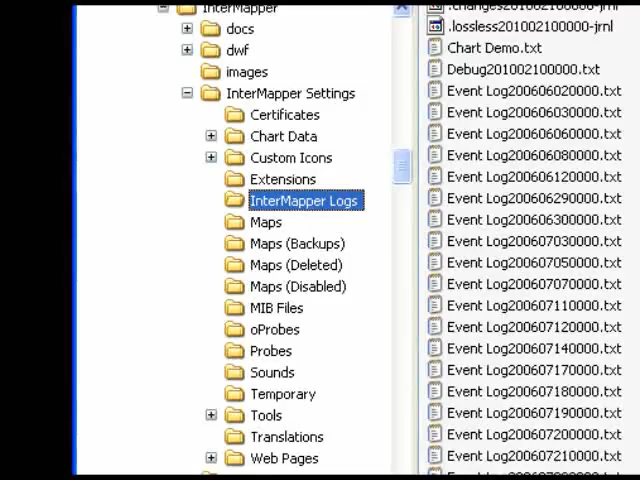 InterMapper
docs
dwf
images
InterMapper Settings
Certificates
Chart Data
Custom Icons
Extensions
InterMapper Logs
Maps
Maps (Backups)
Maps (Deleted)
Maps (Disabled)
MIB Files
oProbes
Probes
Sounds
Temporary
Tools
Translations
Web Pages
.changes201002100000-jrnl
.lossless201002100000-jrnl
Chart Demo.txt
Debug201002100000.txt
Event Log200606020000.txt
Event Log200606030000.txt
Event Log200606060000.txt
Event Log200606080000.txt
Event Log200606120000.txt
Event Log200606290000.txt
Event Log200606300000.txt
Event Log200607030000.txt
Event Log200607050000.txt
Event Log200607070000.txt
Event Log200607110000.txt
Event Log200607120000.txt
Event Log200607140000.txt
Event Log200607170000.txt
Event Log200607180000.txt
Event Log200607190000.txt
Event Log200607200000.txt
Event Log200607210000.txt